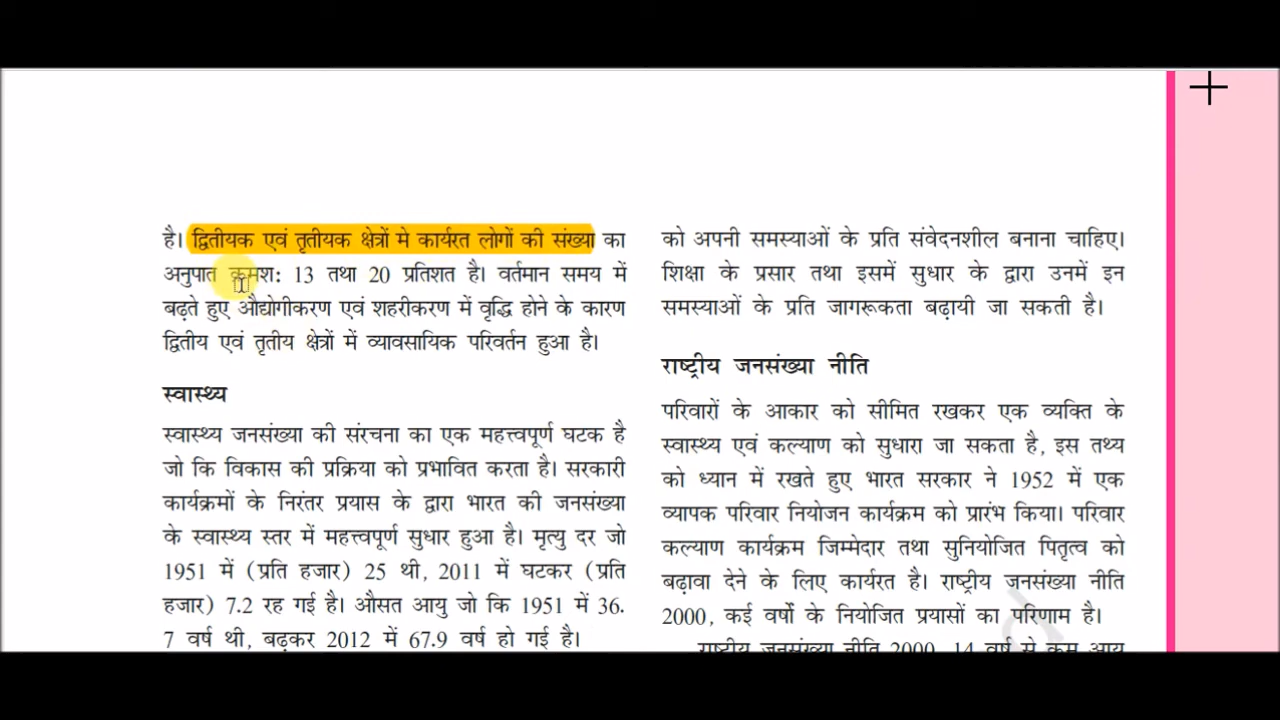 है। द्वितीयक एवं तृतीयक क्षेत्रों मे कार्यरत लोगों की संख्या का
अनुपात क्रमश: 13 तथा 20 प्रतिशत है। वर्तमान समय में
बढ़ते हुए औद्योगीकरण एवं शहरीकरण में वृद्धि होने के कारण
द्वितीय एवं तृतीय क्षेत्रों में व्यावसायिक परिवर्तन हुआ है।
स्वास्थ्य
स्वास्थ्य जनसंख्या की संरचना का एक महत्त्वपूर्ण घटक है
जो कि विकास की प्रक्रिया को प्रभावित करता है। सरकारी
कार्यक्रमों के निरंतर प्रयास के द्वारा भारत की जनसंख्या
के स्वास्थ्य स्तर में महत्त्वपूर्ण सुधार हुआ है। मृत्यु दर जो
1951 में (प्रति हजार) 25 थी, 2011 में घटकर (प्रति
हजार) 7.2 रह गई है। औसत आयु जो कि 1951 में 36.
7 वर्ष थी, बढ़कर 2012 में 67.9 वर्ष हो गई है।
को अपनी समस्याओं के प्रति संवेदनशील बनाना चाहिए।
शिक्षा के प्रसार तथा इसमें सुधार के द्वारा उनमें इन
समस्याओं के प्रति जागरूकता बढ़ायी जा सकती है।
राष्ट्रीय जनसंख्या नीति
परिवारों के आकार को सीमित रखकर एक व्यक्ति के
स्वास्थ्य एवं कल्याण को सुधारा जा सकता है, इस तथ्य
को ध्यान में रखते हुए भारत सरकार ने 1952 में एक
व्यापक परिवार नियोजन कार्यक्रम को प्रारंभ किया। परिवार
कल्याण कार्यक्रम जिम्मेदार तथा सुनियोजित पितृत्व को
बढ़ावा देने के लिए कार्यरत है। राष्ट्रीय जनसंख्या नीति
2000, कई वर्षों के नियोजित प्रयासों का परिणाम है।
राष्ट्रीय जनसंख्या नीति 2000, 14 वर्ष से कम आयु